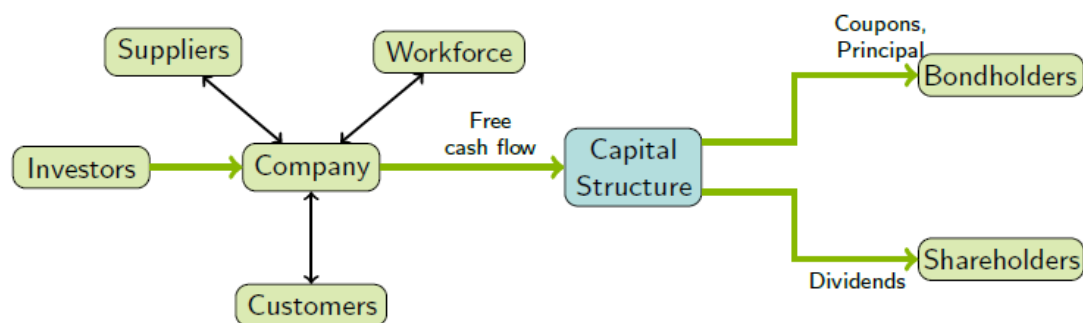 Suppliers
Workforce
Coupons,
Principal
Bondholders
Free
cash flow
Investors
Company
Capital
Structure
Customers
Dividends
Shareholders